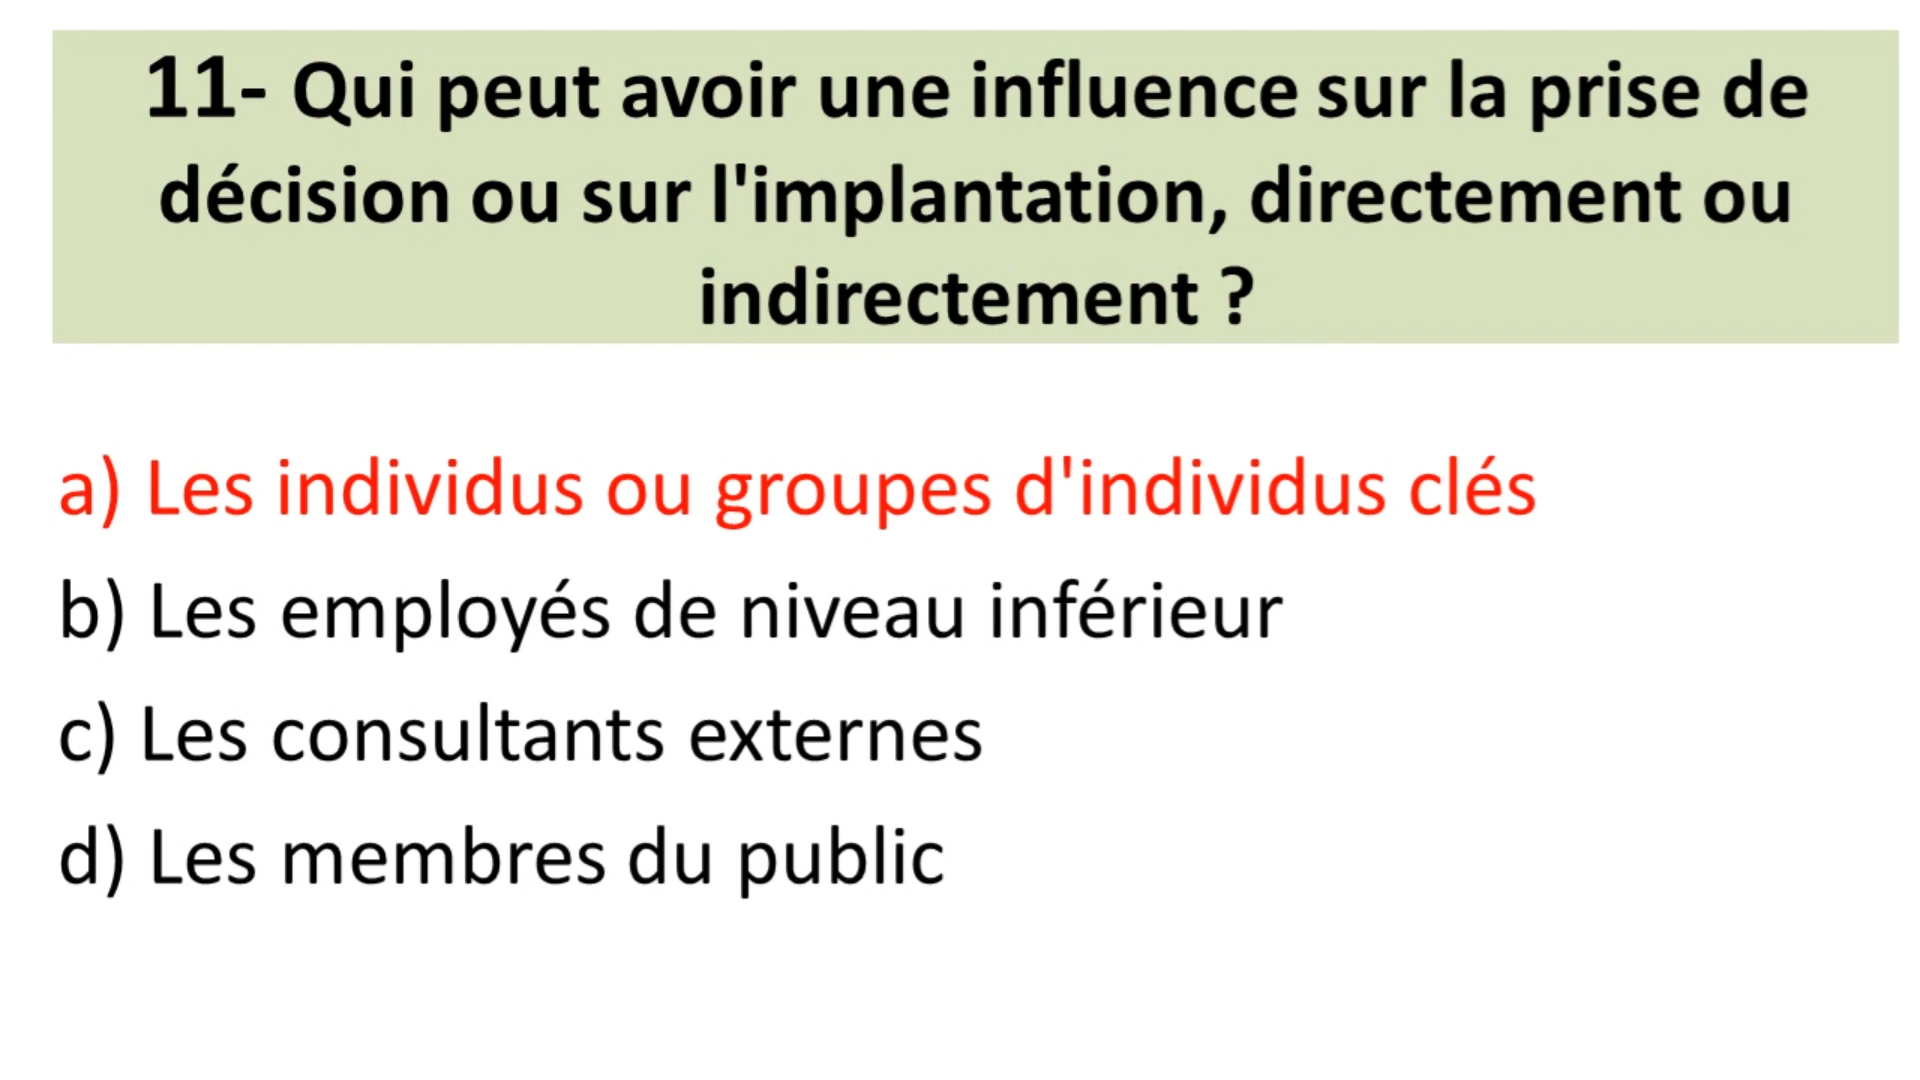 11- Qui peut avoir une influence sur la prise de
décision ou sur l'implantation, directement ou
indirectement ?
a) Les individus ou groupes d'individus clés
b) Les employés de niveau inférieur
c) Les consultants externes
d) Les membres du public